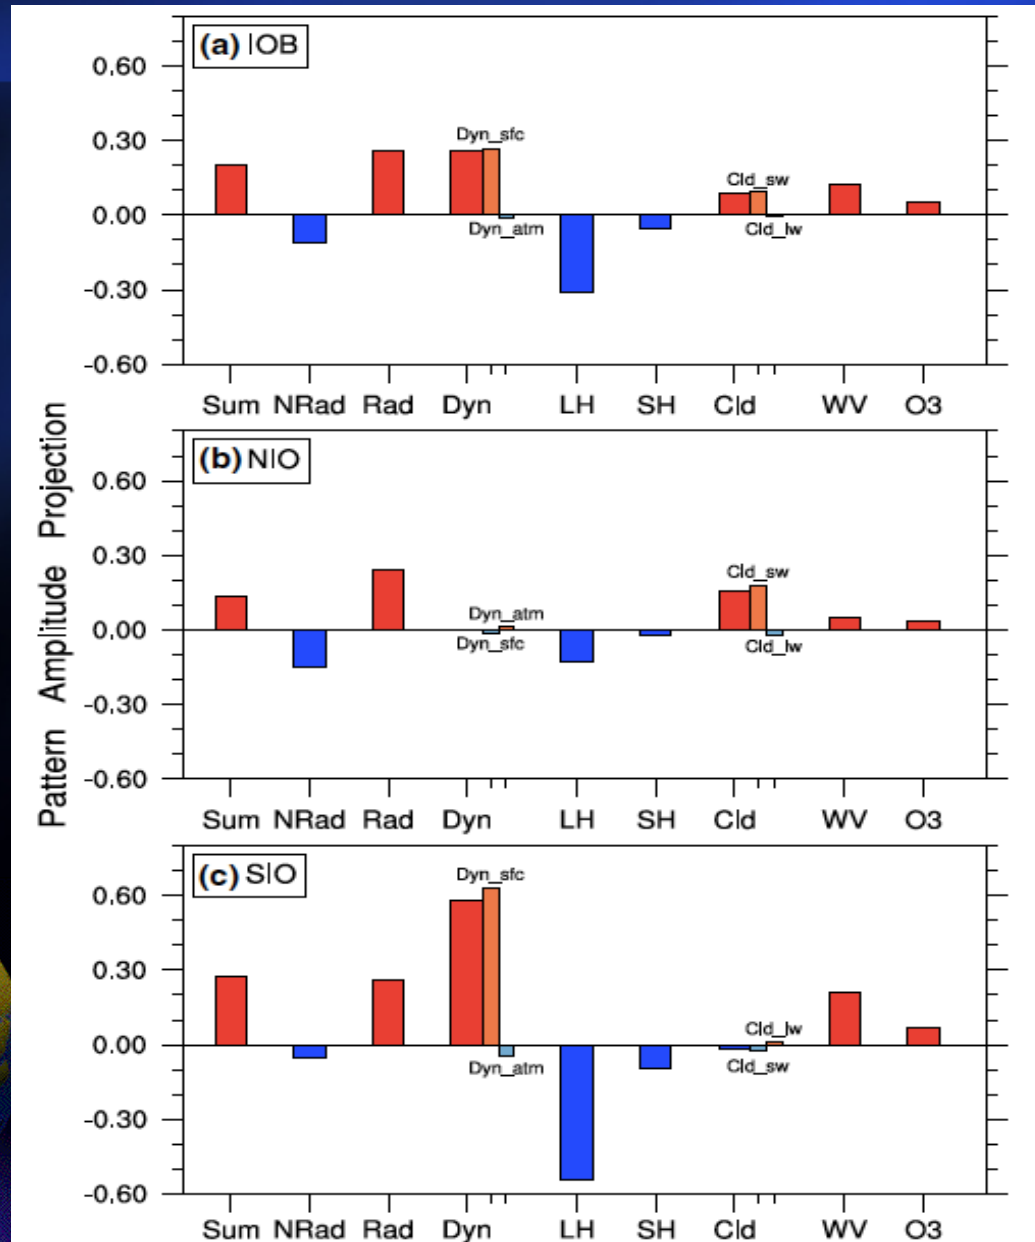 (a) IOB
0.60
Dyn_sfc
0.30
Cld_sw
0.00
Dyn_atm
Cld_lw
-0.30
-0.60
Sum NRad Rad Dyn LH SH Cld WV O3
Pattern Amplitude Projection
(b) NIO
0.60
0.30
Cld_sw
Dyn_atm
0.00
Dyn_sfc
Cld_lw
-0.30
-0.60
Sum NRad Rad Dyn LH SH Cld WV O3
(c) SIO
Dyn_sfc
0.60
0.30
Cld_lw
0.00
Dyn_atm
Cld_sw
-0.30
-0.60
Sum NRad Rad Dyn LH SH Cld WV O3